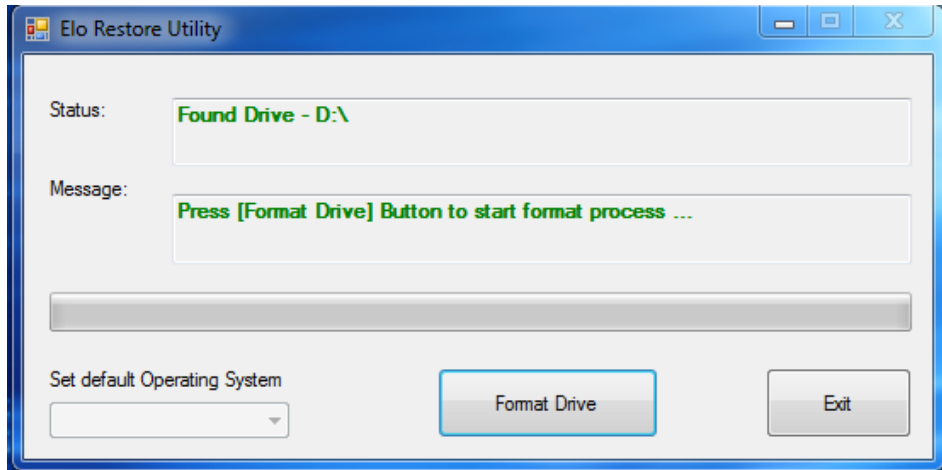 Elo Restore Utility
Status:
Found Drive - D:\
Message:
Press [Format Drive] Button to start format process ...
Set default Operating System
Format Drive
Exit